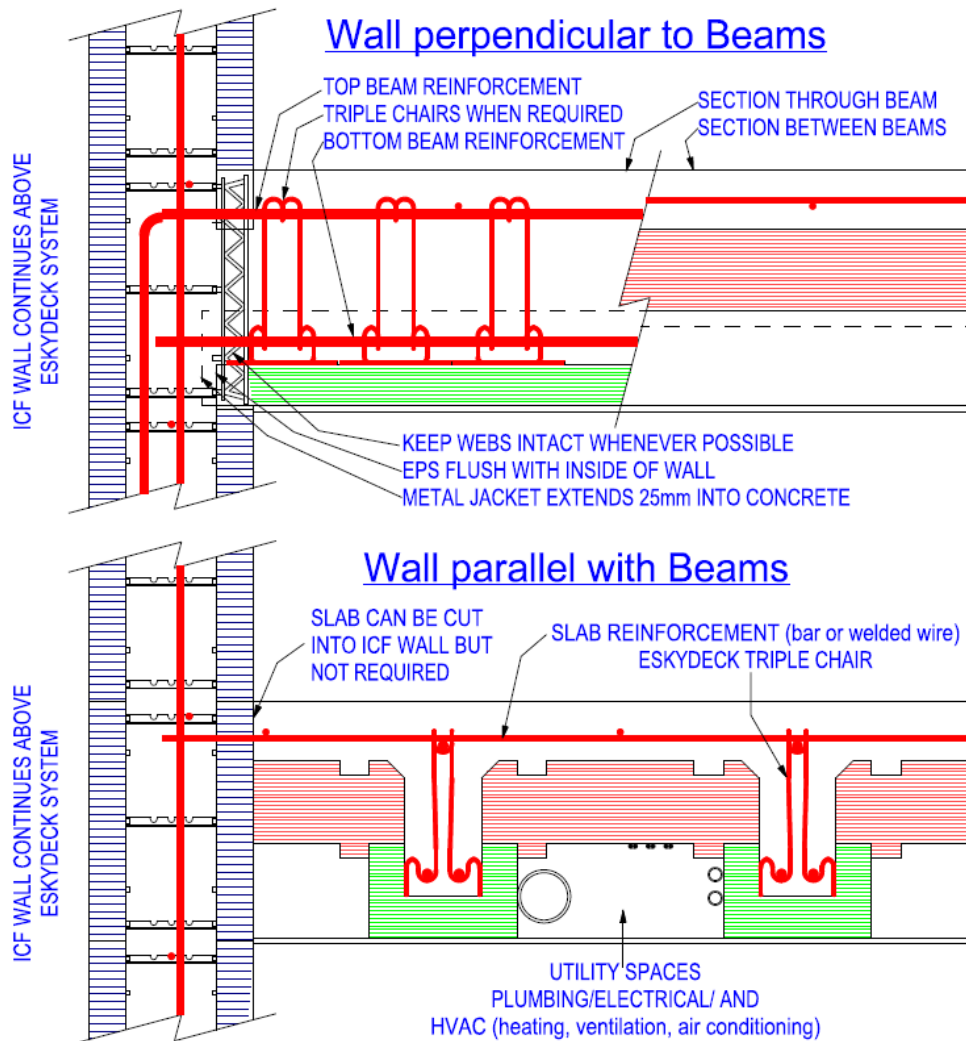 Wall perpendicular to Beams
TOP BEAM REINFORCEMENT
TRIPLE CHAIRS WHEN REQUIRED
BOTTOM BEAM REINFORCEMENT
SECTION THROUGH BEAM
SECTION BETWEEN BEAMS
ICF WALL CONTINUES ABOVE
ESKYDECK SYSTEM
KEEP WEBS INTACT WHENEVER POSSIBLE
EPS FLUSH WITH INSIDE OF WALL
METAL JACKET EXTENDS 25mm INTO CONCRETE
Wall parallel with Beams
SLAB CAN BE CUT
INTO ICF WALL BUT
NOT REQUIRED
SLAB REINFORCEMENT (bar or welded wire)
ESKYDECK TRIPLE CHAIR
ICF WALL CONTINUES ABOVE
ESKYDECK SYSTEM
UTILITY SPACES
PLUMBING/ELECTRICAL/ AND
HVAC (heating, ventilation, air conditioning)